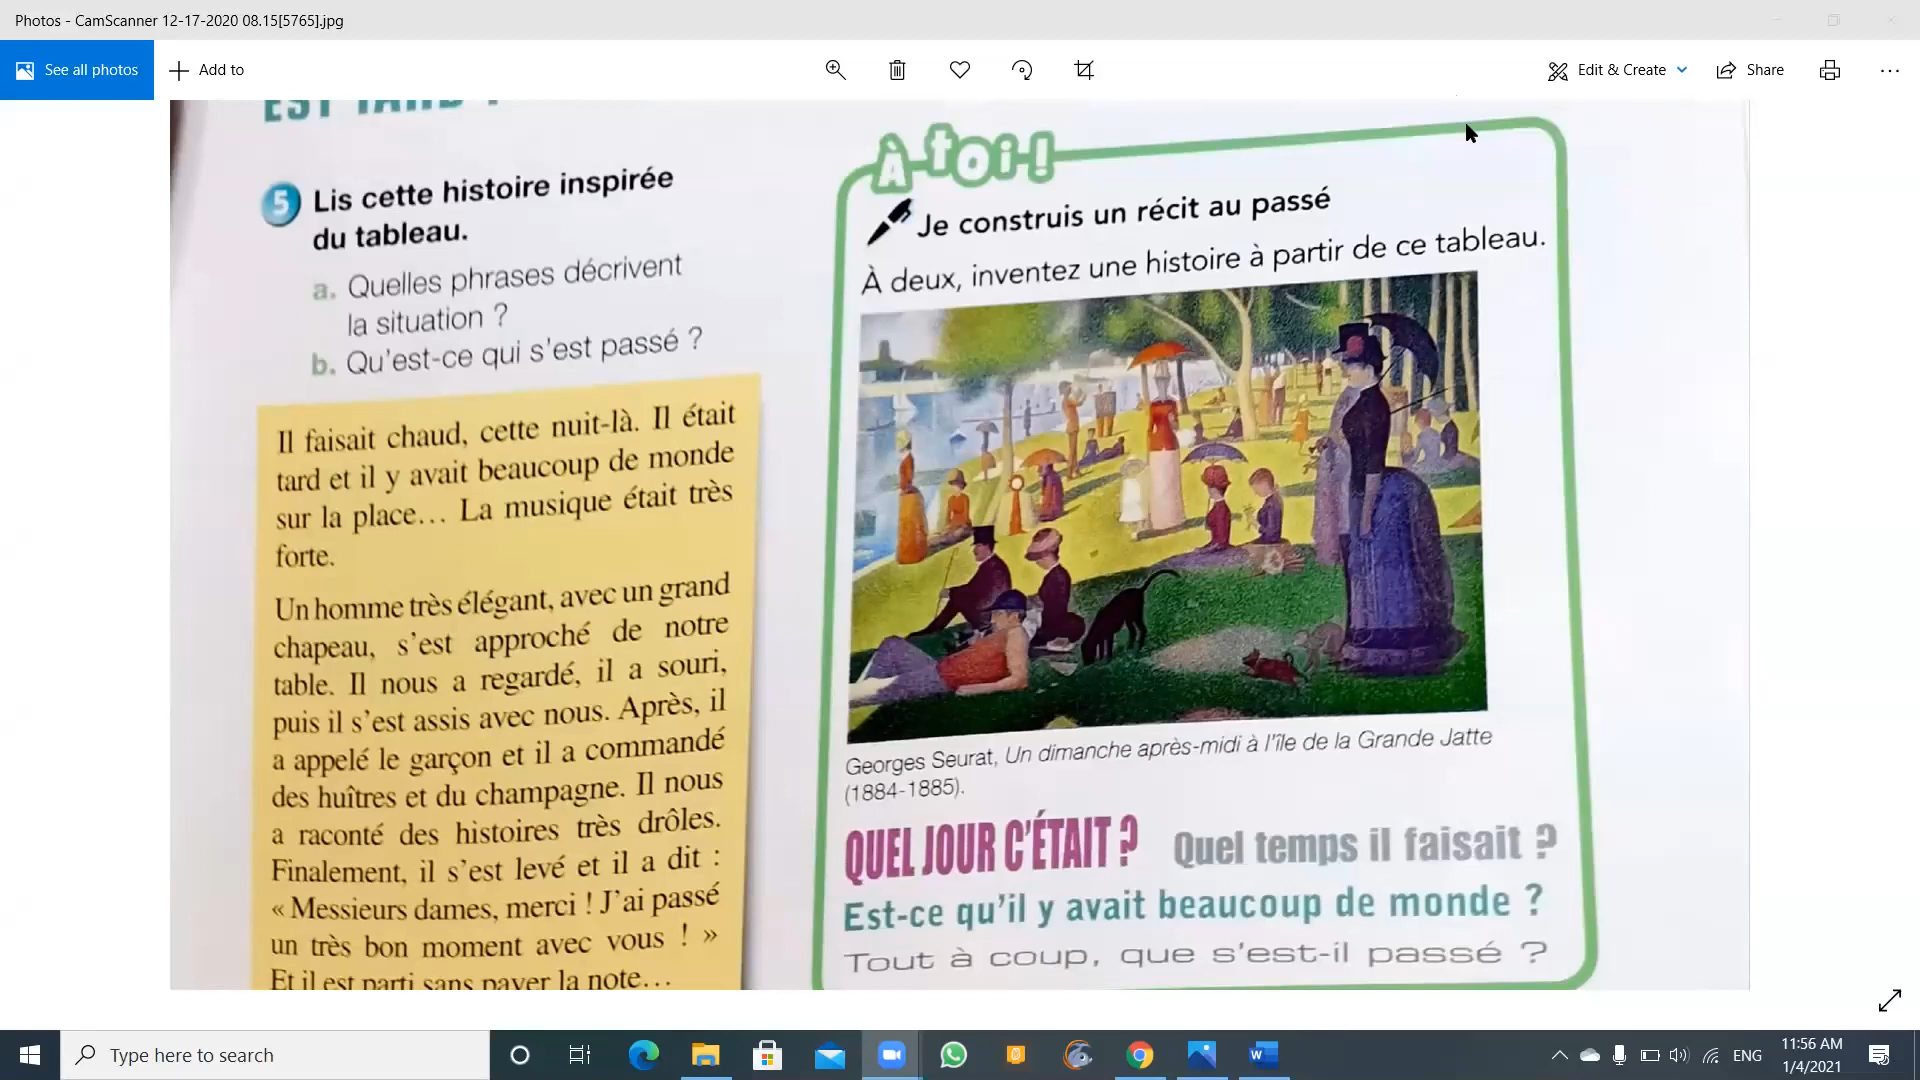 Photos - CamScanner 12-17-2020 08.15[5765].jpg
See all photos
Add to
Edit & Create
Share
EST TARD !
5 Lis cette histoire inspirée
du tableau.
a. Quelles phrases décrivent
la situation ?
b. Qu'est-ce qui s'est passé ?
Il faisait chaud, cette nuit-là. Il était
tard et il y avait beaucoup de monde
sur la place... La musique était très
forte.
Un homme très élégant, avec un grand
chapeau, s'est approché de notre
table. Il nous a regardé, il a souri,
puis il s'est assis avec nous. Après, il
a appelé le garçon et il a commandé
des huîtres et du champagne. Il nous
a raconté des histoires très drôles.
Finalement, il s'est levé et il a dit :
« Messieurs dames, merci ! J'ai passé
un très bon moment avec vous ! »
Et il est parti sans payer la note...
À toi !
Je construis un récit au passé
À deux, inventez une histoire à partir de ce tableau.
Georges Seurat, Un dimanche après-midi à l'île de la Grande Jatte
(1884-1885).
QUEL JOUR C'ÉTAIT ? Quel temps il faisait ?
Est-ce qu'il y avait beaucoup de monde ?
Tout à coup, que s'est-il passé ?
Type here to search
ENG
11:56 AM
1/4/2021